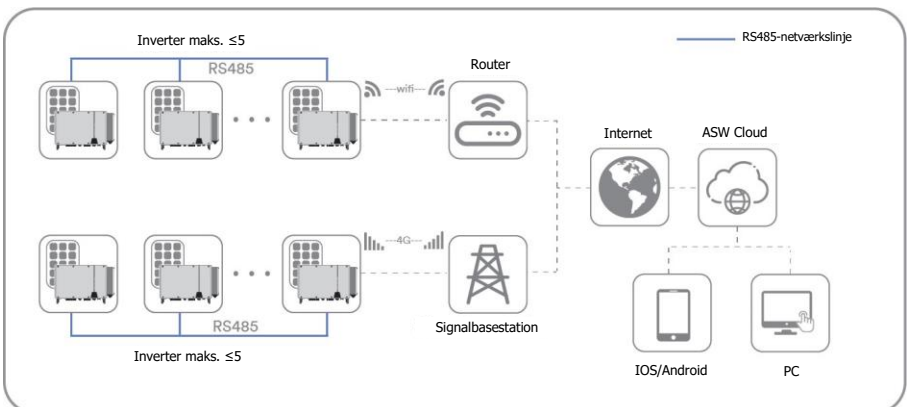 Inverter maks. ≤5
RS485-netværkslinje
RS485
Router
wifi
Internet
ASW Cloud
4G
RS485
Signalbasestation
Inverter maks. ≤5
IOS/Android
PC